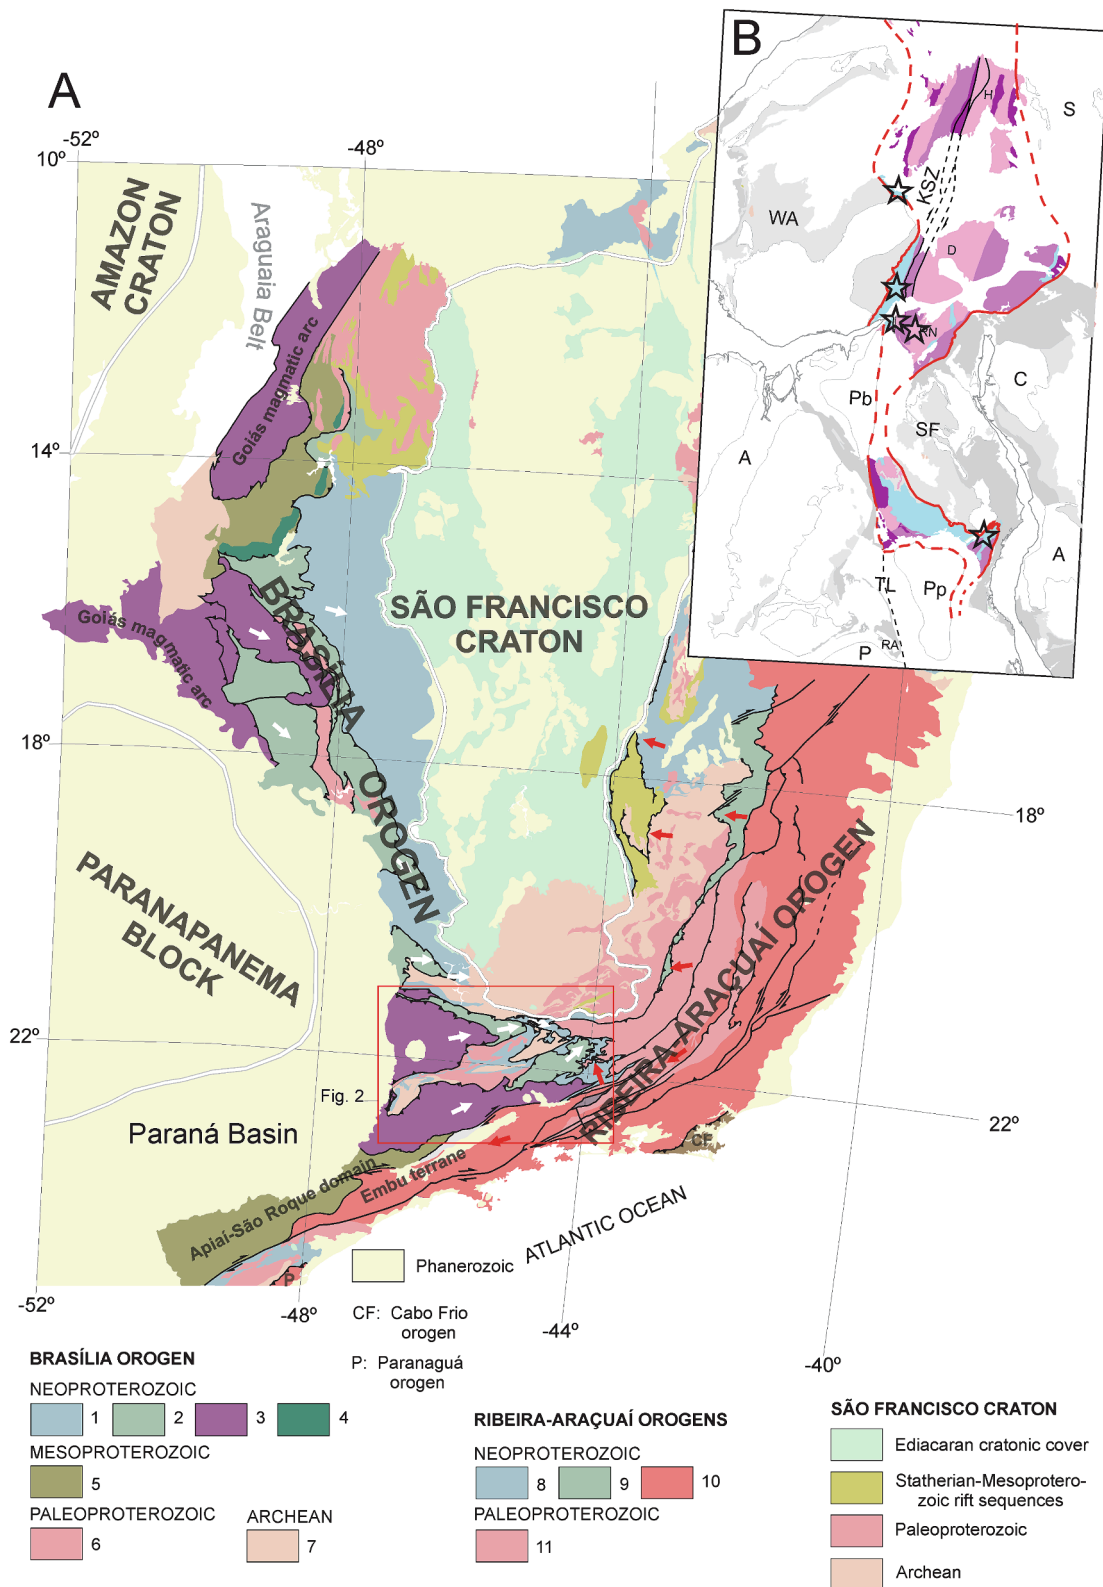 A
B
-52º
-48º
10º
14º
18º
22º
-52º
-48º
-44º
-40º
18º
22º
AMAZON
CRATON
Araguaia Belt
Goiás magmatic arc
Goiás magmatic arc
BRASÍLIA OROGEN
SÃO FRANCISCO
CRATON
PARANAPANEMA
BLOCK
RIBEIRA-ARAÇUAÍ OROGEN
Fig. 2
Paraná Basin
Apiaí-São Roque domain
Embu terrane
CF
P
ATLANTIC OCEAN
H
S
KSZ
WA
D
RN
Pb
C
SF
A
A
TL
Pp
P
RA
Phanerozoic
CF: Cabo Frio
orogen
P: Paranaguá
orogen
BRASÍLIA OROGEN
NEOPROTEROZOIC
1 2 3 4
MESOPROTEROZOIC
5
PALEOPROTEROZOIC ARCHEAN
6 7
RIBEIRA-ARAÇUAÍ OROGENS
NEOPROTEROZOIC
8 9 10
PALEOPROTEROZOIC
11
SÃO FRANCISCO CRATON
Ediacaran cratonic cover
Statherian-Mesoprotero-
zoic rift sequences
Paleoproterozoic
Archean